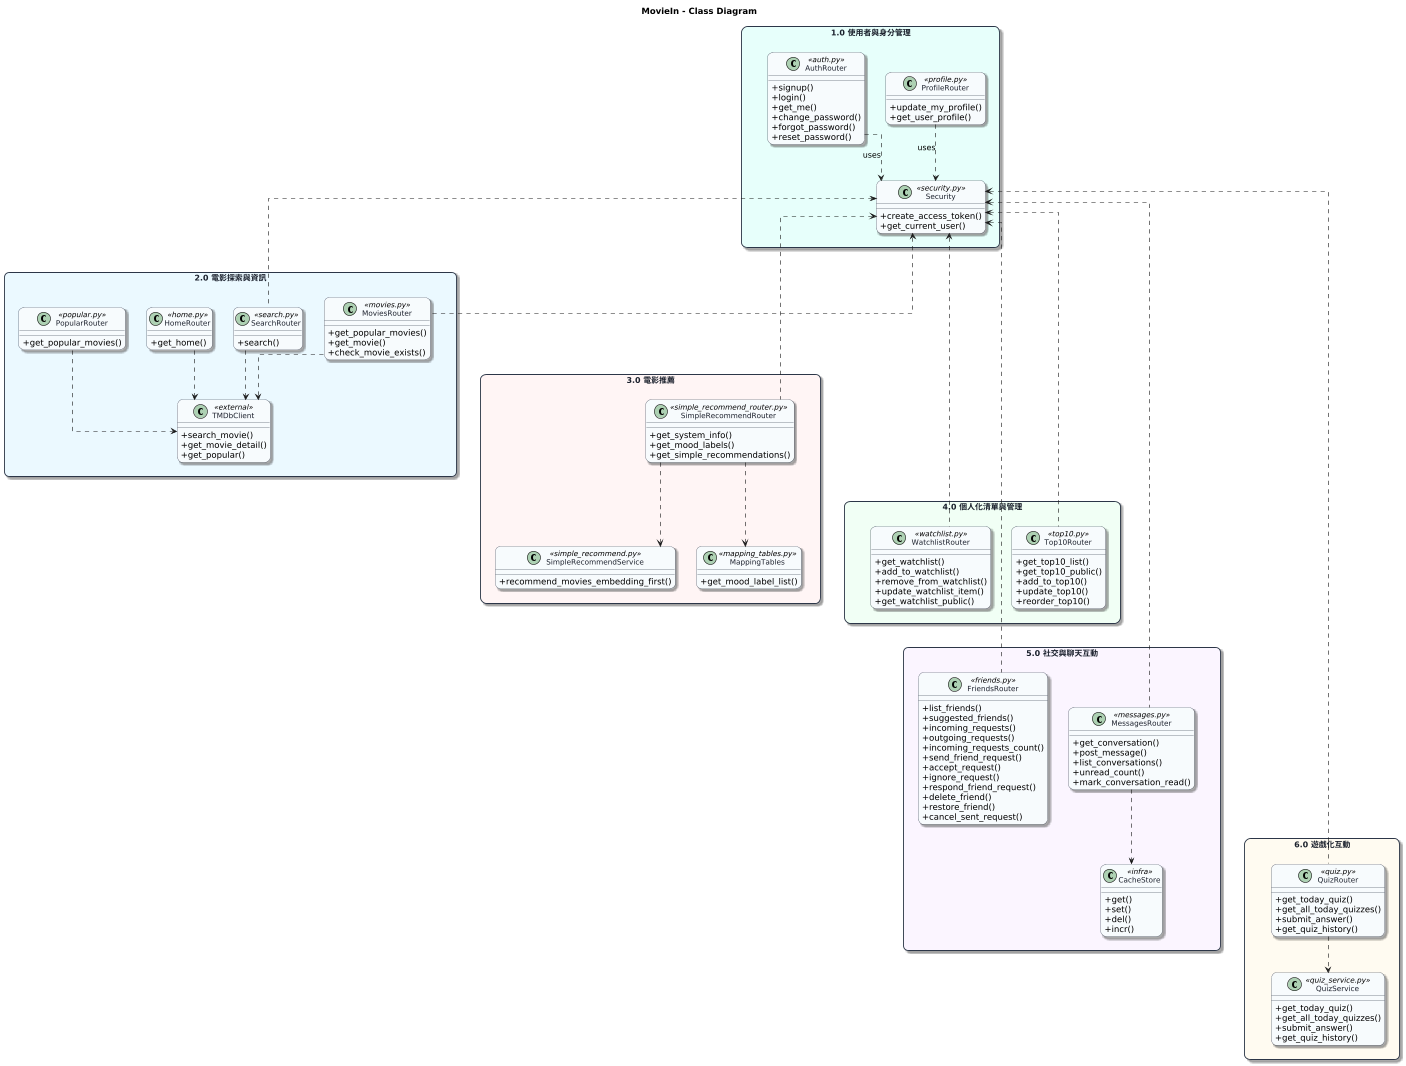 MovieIn - Class Diagram
1.0 使用者與身分管理
C «auth.py»
AuthRouter
+signup()
+login()
+get_me()
+change_password()
+forgot_password()
+reset_password()
C «profile.py»
ProfileRouter
+update_my_profile()
+get_user_profile()
uses
uses
C «security.py»
Security
+create_access_token()
+get_current_user()
2.0 電影探索與資訊
C «popular.py»
PopularRouter
+get_popular_movies()
C «home.py»
HomeRouter
+get_home()
C «search.py»
SearchRouter
+search()
C «movies.py»
MoviesRouter
+get_popular_movies()
+get_movie()
+check_movie_exists()
C «external»
TMDbClient
+search_movie()
+get_movie_detail()
+get_popular()
3.0 電影推薦
C «simple_recommend_router.py»
SimpleRecommendRouter
+get_system_info()
+get_mood_labels()
+get_simple_recommendations()
C «simple_recommend.py»
SimpleRecommendService
+recommend_movies_embedding_first()
C «mapping_tables.py»
MappingTables
+get_mood_label_list()
4.0 個人化清單與管理
C «watchlist.py»
WatchlistRouter
+get_watchlist()
+add_to_watchlist()
+remove_from_watchlist()
+update_watchlist_item()
+get_watchlist_public()
C «top10.py»
Top10Router
+get_top10_list()
+get_top10_public()
+add_to_top10()
+update_top10()
+reorder_top10()
5.0 社交與聊天互動
C «friends.py»
FriendsRouter
+list_friends()
+suggested_friends()
+incoming_requests()
+outgoing_requests()
+incoming_requests_count()
+send_friend_request()
+accept_request()
+ignore_request()
+respond_friend_request()
+delete_friend()
+restore_friend()
+cancel_sent_request()
C «messages.py»
MessagesRouter
+get_conversation()
+post_message()
+list_conversations()
+unread_count()
+mark_conversation_read()
C «infra»
CacheStore
+get()
+set()
+del()
+incr()
6.0 遊戲化互動
C «quiz.py»
QuizRouter
+get_today_quiz()
+get_all_today_quizzes()
+submit_answer()
+get_quiz_history()
C «quiz_service.py»
QuizService
+get_today_quiz()
+get_all_today_quizzes()
+submit_answer()
+get_quiz_history()